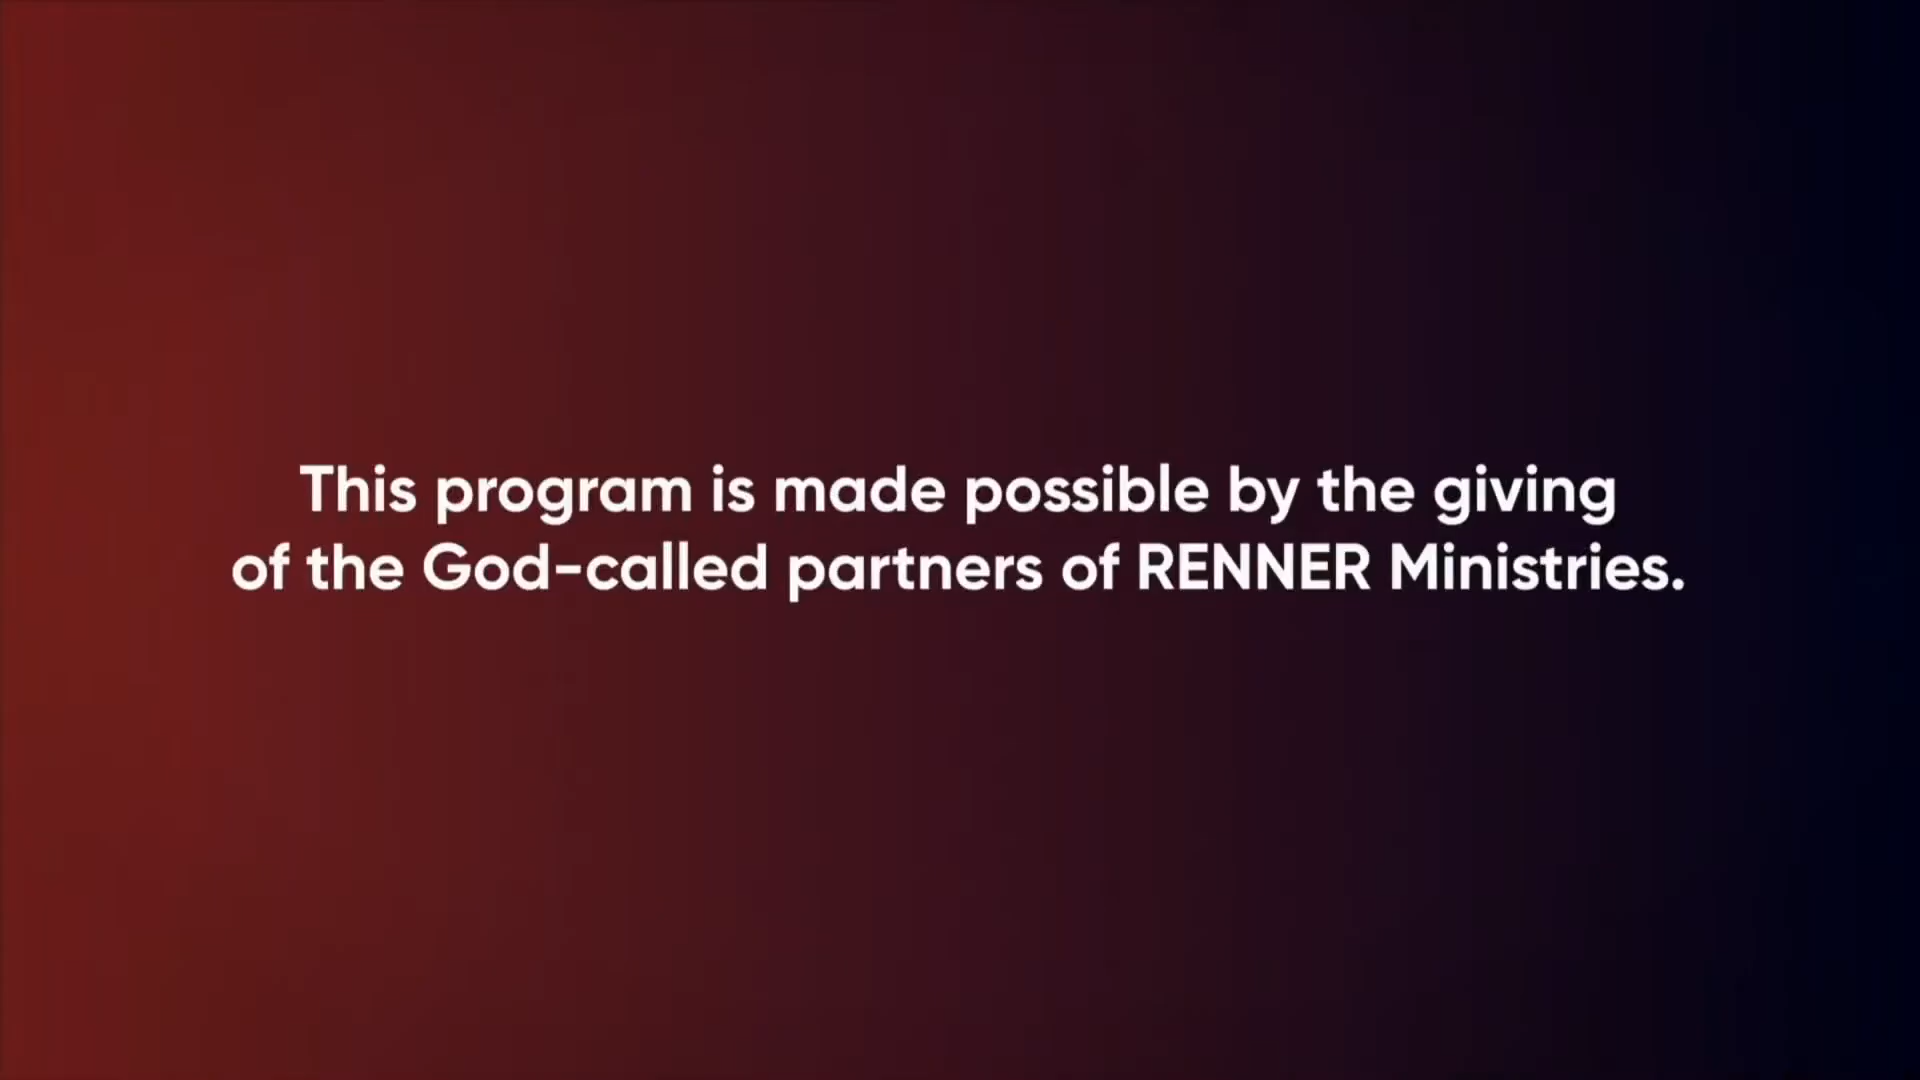 This program is made possible by the giving
of the God-called partners of RENNER Ministries.